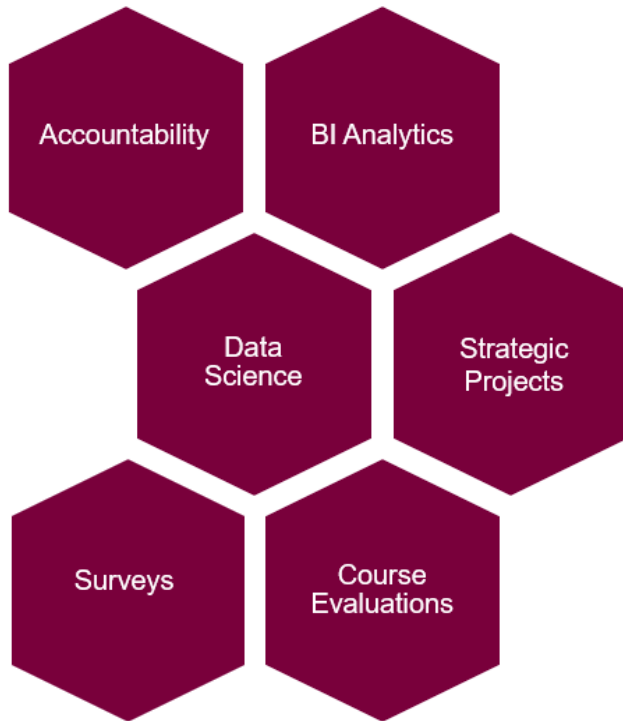 Accountability
BI Analytics
Data
Science
Strategic
Projects
Surveys
Course
Evaluations